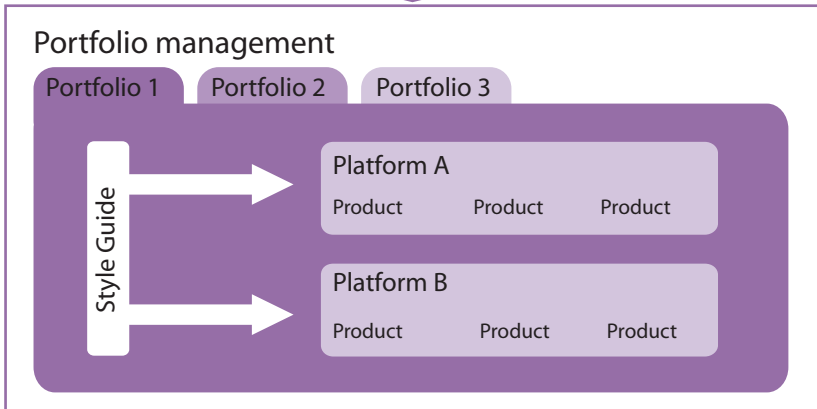 Portfolio management
Portfolio 1 Portfolio 2 Portfolio 3
Style Guide
Platform A
Product Product Product
Platform B
Product Product Product